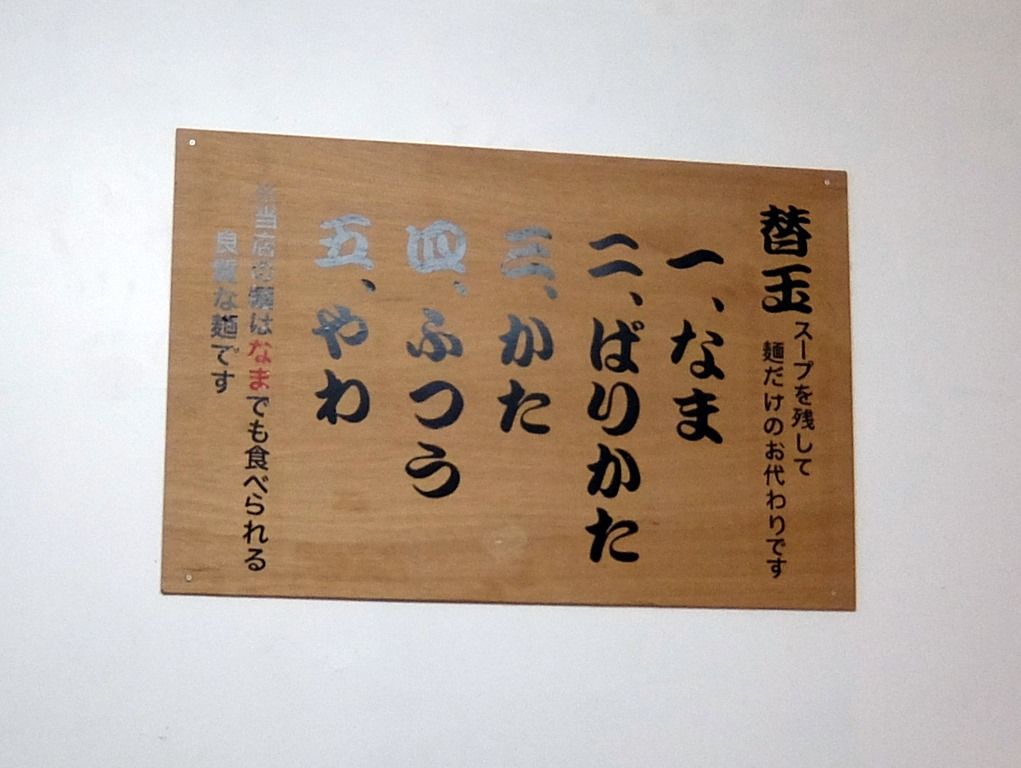 替玉
スープを残して
麺だけのお代わりです
一、なま
二、ばりかた
三、かた
四、ふつう
五、やわ
※当店の麺はなまでも食べられる
良質な麺です